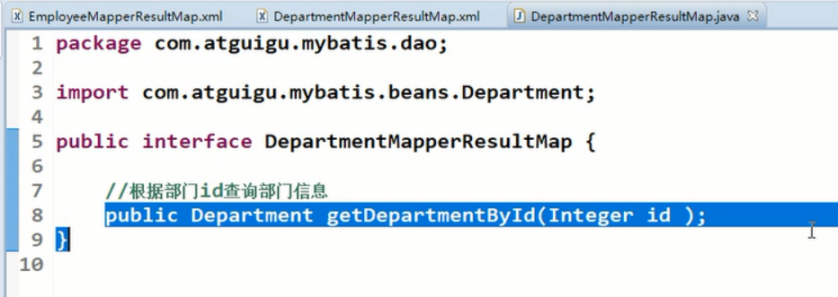 EmployeeMapperResultMap.xml DepartmentMapperResultMap.xml DepartmentMapperResultMap.java
1 package com.atguigu.mybatis.dao;
2
3 import com.atguigu.mybatis.beans.Department;
4
5 public interface DepartmentMapperResultMap {
6
7 //根据部门id查询部门信息
8 public Department getDepartmentById(Integer id );
9 }
10